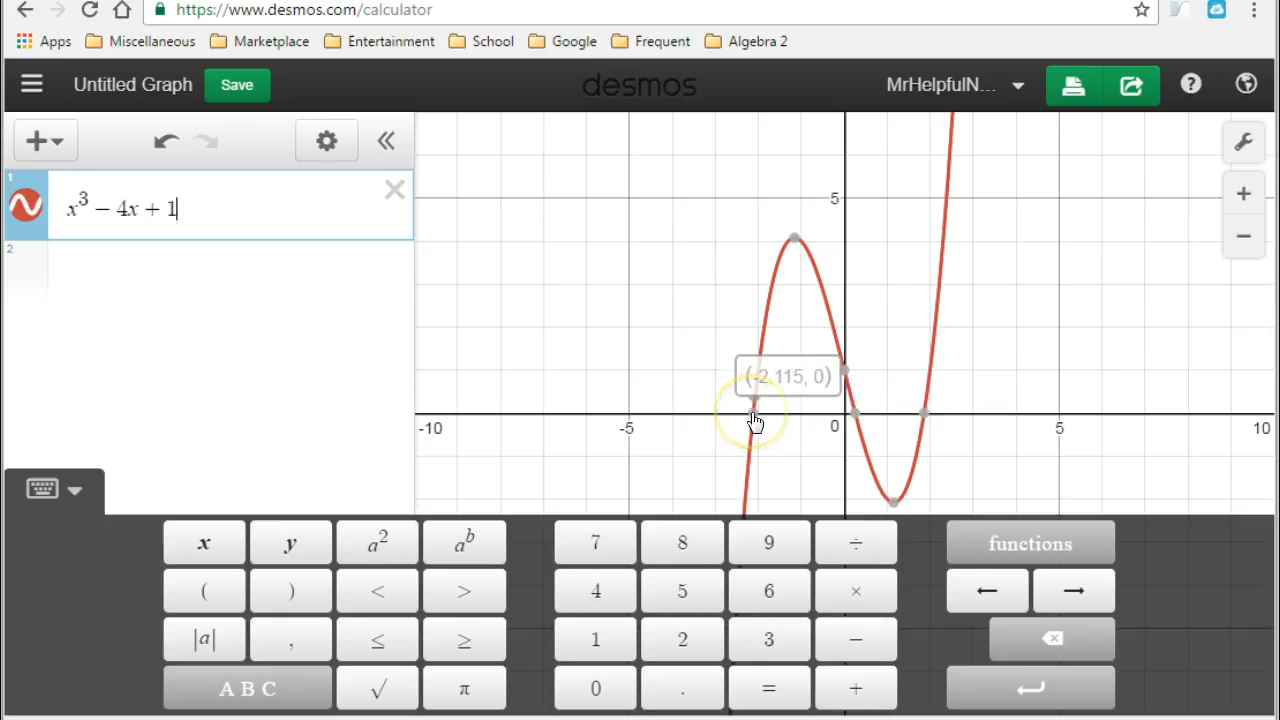 https://www.desmos.com/calculator
Apps Miscellaneous Marketplace Entertainment School Google Frequent Algebra 2
Untitled Graph Save desmos MrHelpfulN... ?
1
x³ − 4x + 1
2
5
(-2.115, 0)
-10 -5 0 5 10
x y a² aᵇ 7 8 9 ÷ functions
( ) < > 4 5 6 × ← →
|a| , ≤ ≥ 1 2 3 −
A B C √ π 0 . = +